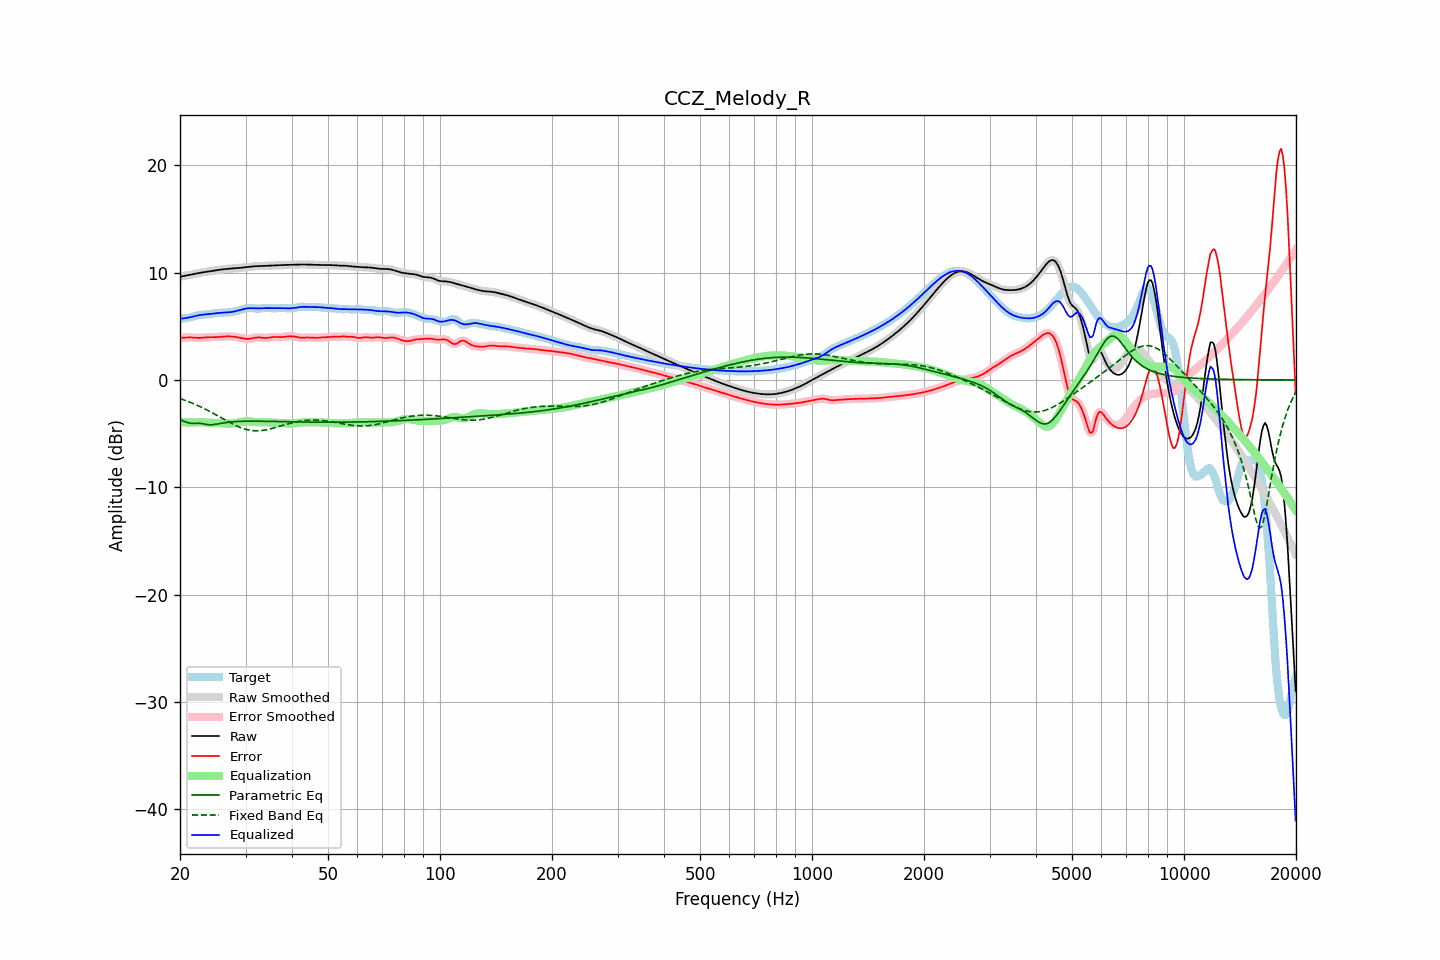 CCZ_Melody_R
20
10
0
−10
−20
−30
−40
Amplitude (dBr)
Target
Raw Smoothed
Error Smoothed
Raw
Error
Equalization
Parametric Eq
Fixed Band Eq
Equalized
20 50 100 200 500 1000 2000 5000 10000 20000
Frequency (Hz)